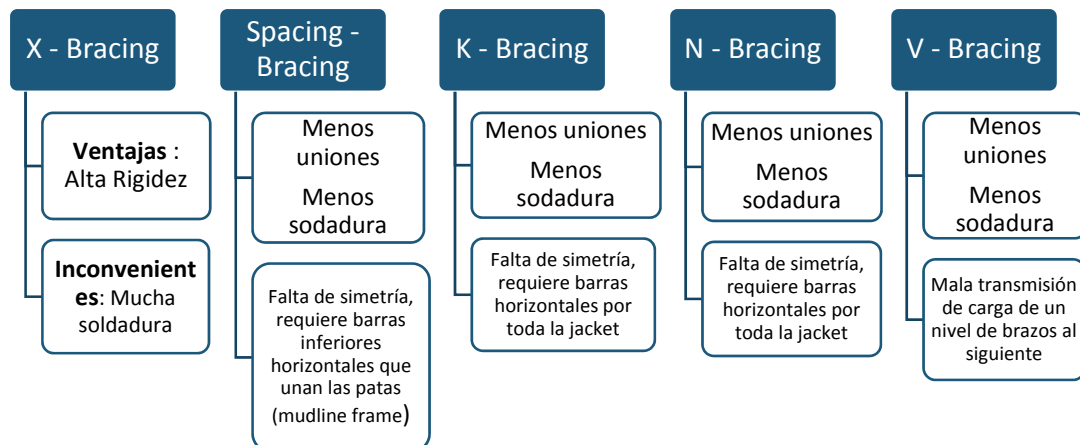 X - Bracing
Ventajas :
Alta Rigidez
Inconvenient
es: Mucha
soldadura
Spacing -
Bracing
Menos
uniones
Menos
sodadura
Falta de simetría,
requiere barras
inferiores
horizontales que
unan las patas
(mudline frame)
K - Bracing
Menos uniones
Menos
sodadura
Falta de simetría,
requiere barras
horizontales por
toda la jacket
N - Bracing
Menos uniones
Menos
sodadura
Falta de simetría,
requiere barras
horizontales por
toda la jacket
V - Bracing
Menos
uniones
Menos
sodadura
Mala transmisión
de carga de un
nivel de brazos al
siguiente